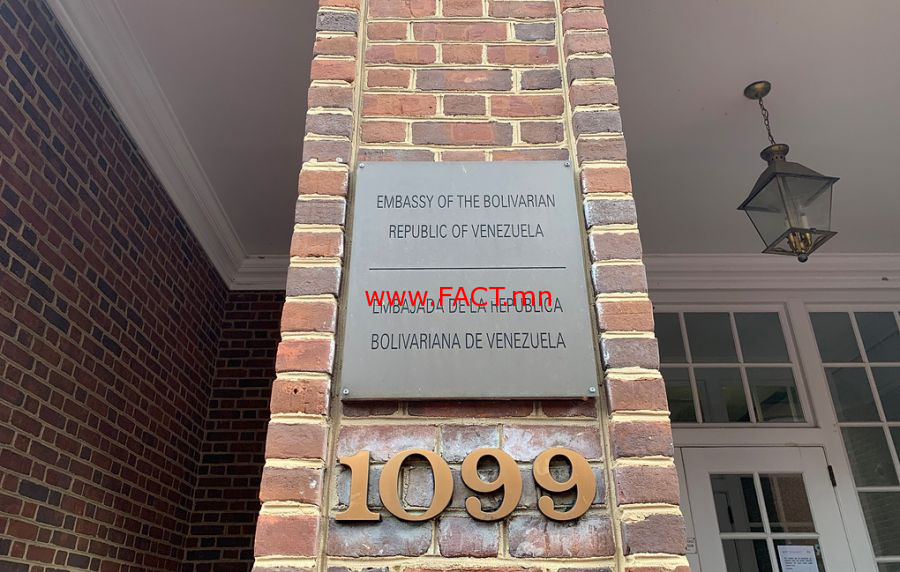 EMBASSY OF THE BOLIVARIAN
REPUBLIC OF VENEZUELA
www.FACT.mn
EMBAJADA DE LA REPÚBLICA
BOLIVARIANA DE VENEZUELA
1099